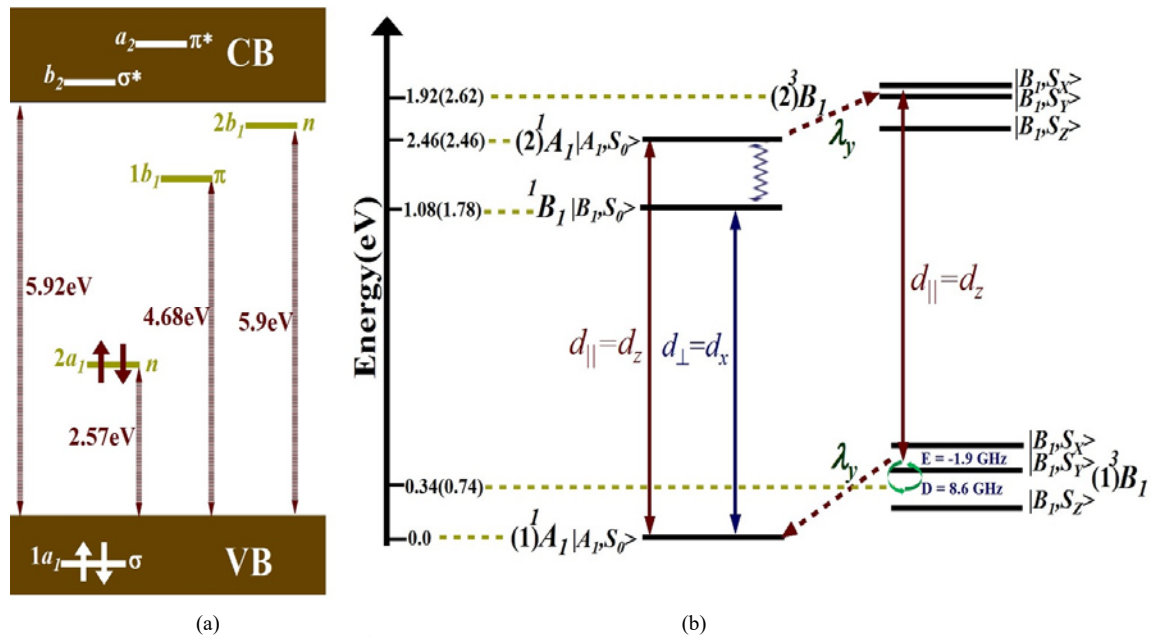 CB
a₂ π*
b₂ σ*
2b₁ n
1b₁ π
5.92eV
4.68eV
5.9eV
2a₁ n
2.57eV
1a₁ σ
VB
(a)
Energy(eV)
1.92(2.62)
(2)³B₁
2.46(2.46)
(2)¹A₁|A₁,S₀>
1.08(1.78)
¹B₁|B₁,S₀>
d||=dz
d⊥=dx
0.34(0.74)
0.0
(1)¹A₁|A₁,S₀>
λy
|B₁,Sx>
|B₁,SY>
|B₁,SZ>
d||=dz
λy
|B₁,SX>
E = -1.9 GHz
|B₁,SY>
(1)³B₁
D = 8.6 GHz
|B₁,SZ>
(b)